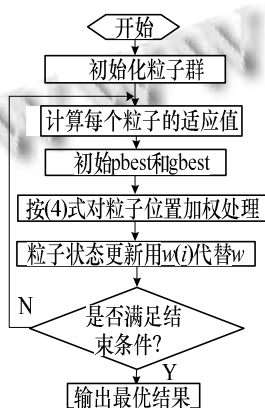 开始
初始化粒子群
计算每个粒子的适应值
初始pbest和gbest
按(4)式对粒子位置加权处理
粒子状态更新用w(i)代替w
N
是否满足结
束条件?
Y
输出最优结果